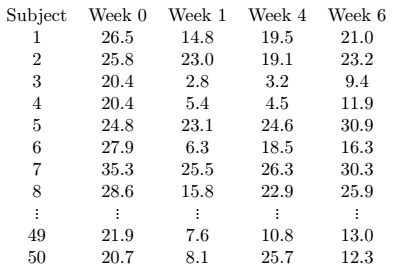 Subject Week 0 Week 1 Week 4 Week 6
1 26.5 14.8 19.5 21.0
2 25.8 23.0 19.1 23.2
3 20.4 2.8 3.2 9.4
4 20.4 5.4 4.5 11.9
5 24.8 23.1 24.6 30.9
6 27.9 6.3 18.5 16.3
7 35.3 25.5 26.3 30.3
8 28.6 15.8 22.9 25.9
⋮ ⋮ ⋮ ⋮ ⋮
49 21.9 7.6 10.8 13.0
50 20.7 8.1 25.7 12.3